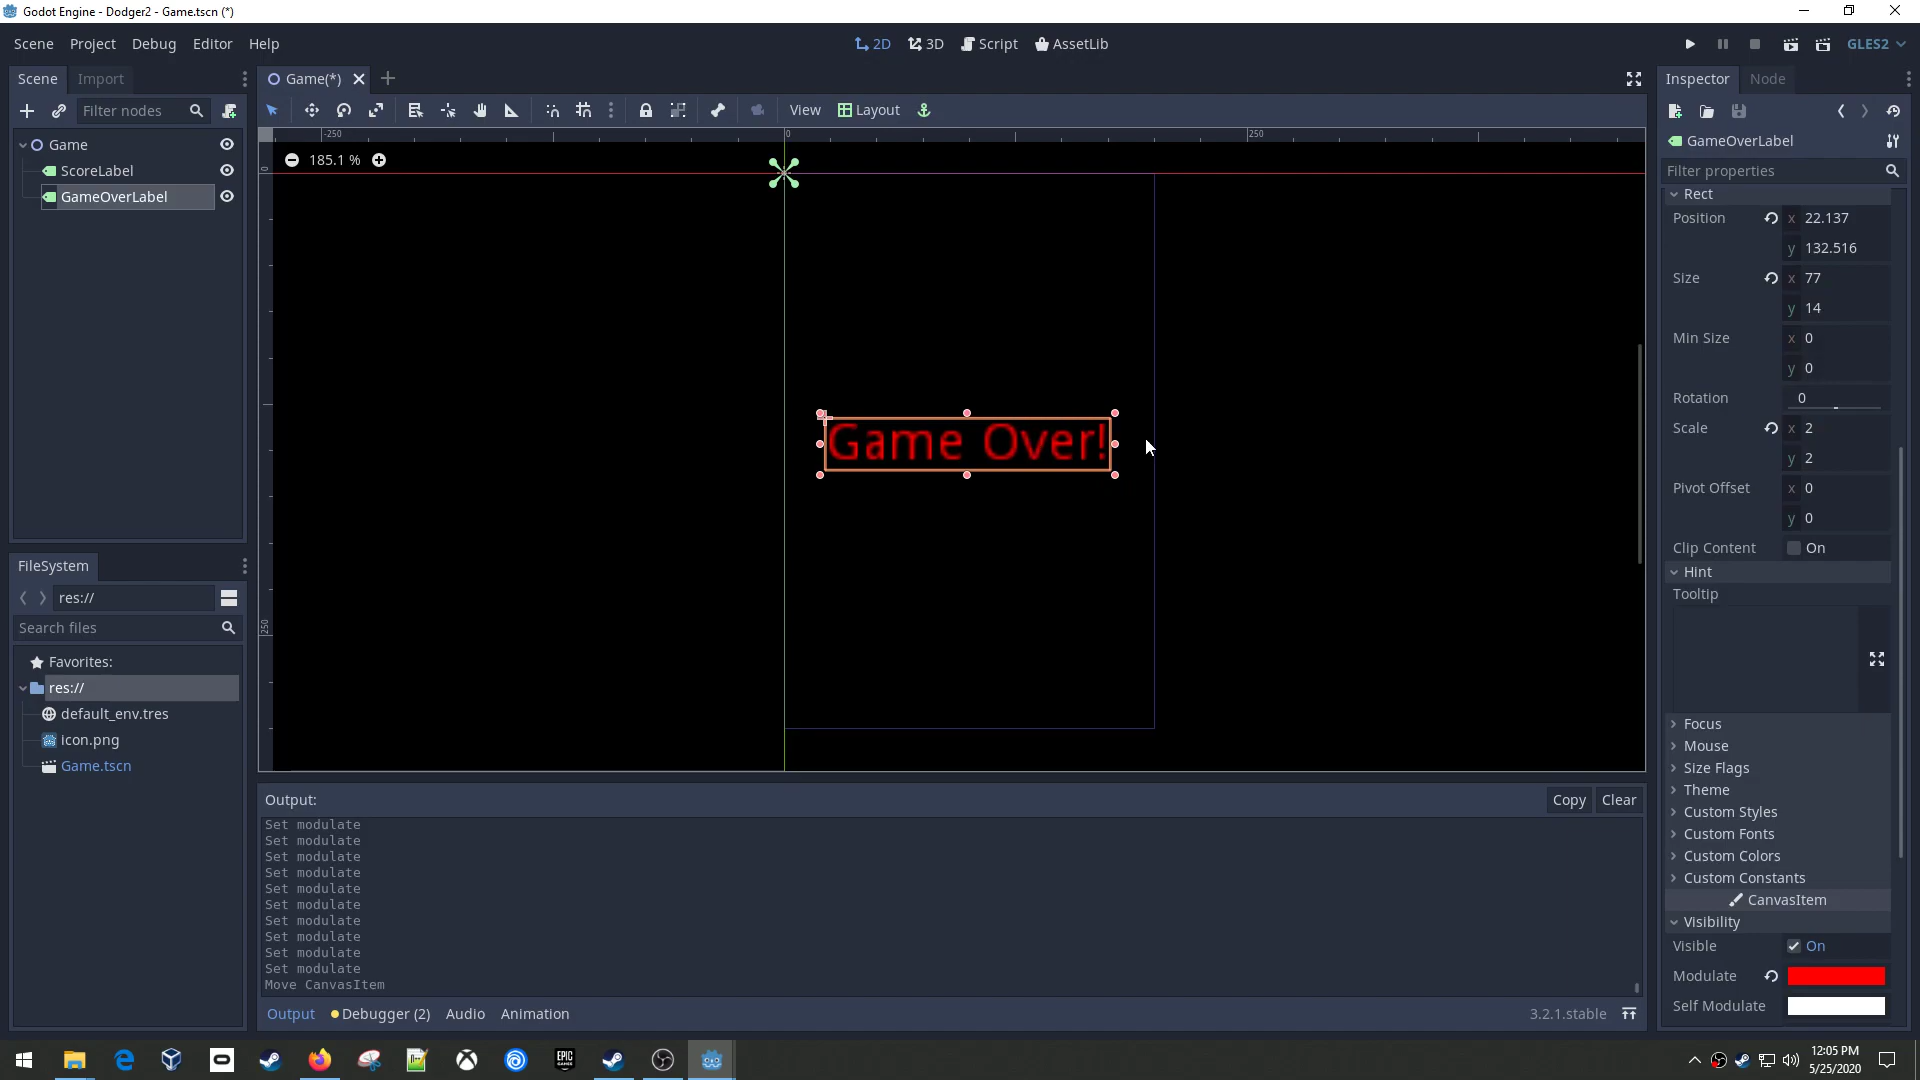 Godot Engine - Dodger2 - Game.tscn (*)
Scene Project Debug Editor Help
2D 3D Script AssetLib
GLES2
Scene Import
Filter nodes
Game
ScoreLabel
GameOverLabel
FileSystem
res://
Search files
Favorites:
res://
default_env.tres
icon.png
Game.tscn
Game(*)
View Layout
-250 0 250
0
250
185.1 %
Game Over!
Output:
Copy Clear
Set modulate
Set modulate
Set modulate
Set modulate
Set modulate
Set modulate
Set modulate
Set modulate
Set modulate
Set modulate
Move CanvasItem
Output Debugger (2) Audio Animation
3.2.1.stable
Inspector Node
GameOverLabel
Filter properties
Rect
Position x 22.137
y 132.516
Size x 77
y 14
Min Size x 0
y 0
Rotation 0
Scale x 2
y 2
Pivot Offset x 0
y 0
Clip Content On
Hint
Tooltip
Focus
Mouse
Size Flags
Theme
Custom Styles
Custom Fonts
Custom Colors
Custom Constants
CanvasItem
Visibility
Visible On
Modulate
Self Modulate
EPIC
GAMES
12:05 PM
5/25/2020